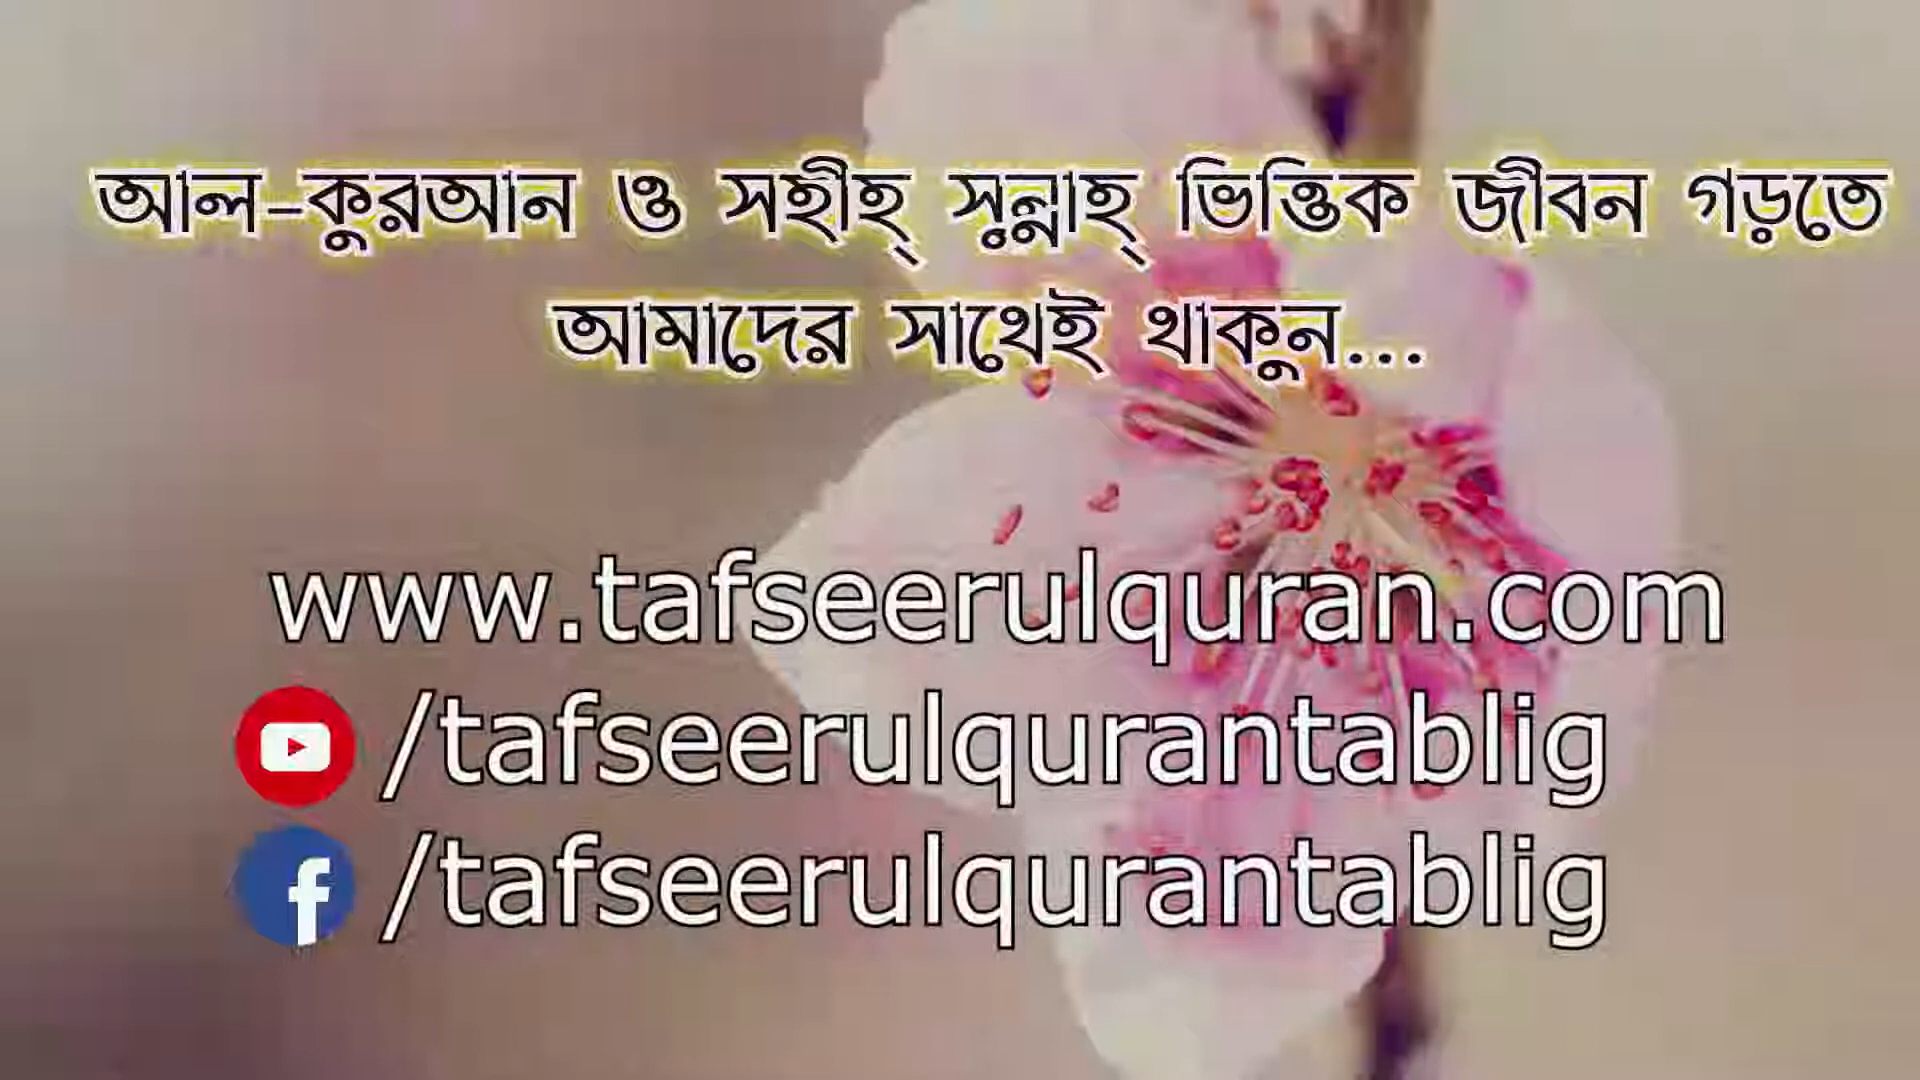 আল-কুরআন ও সহীহ্ সুন্নাহ্ ভিত্তিক জীবন গড়তে
আমাদের সাথেই থাকুন...
www.tafseerulquran.com
/tafseerulqurantablig
f /tafseerulqurantablig